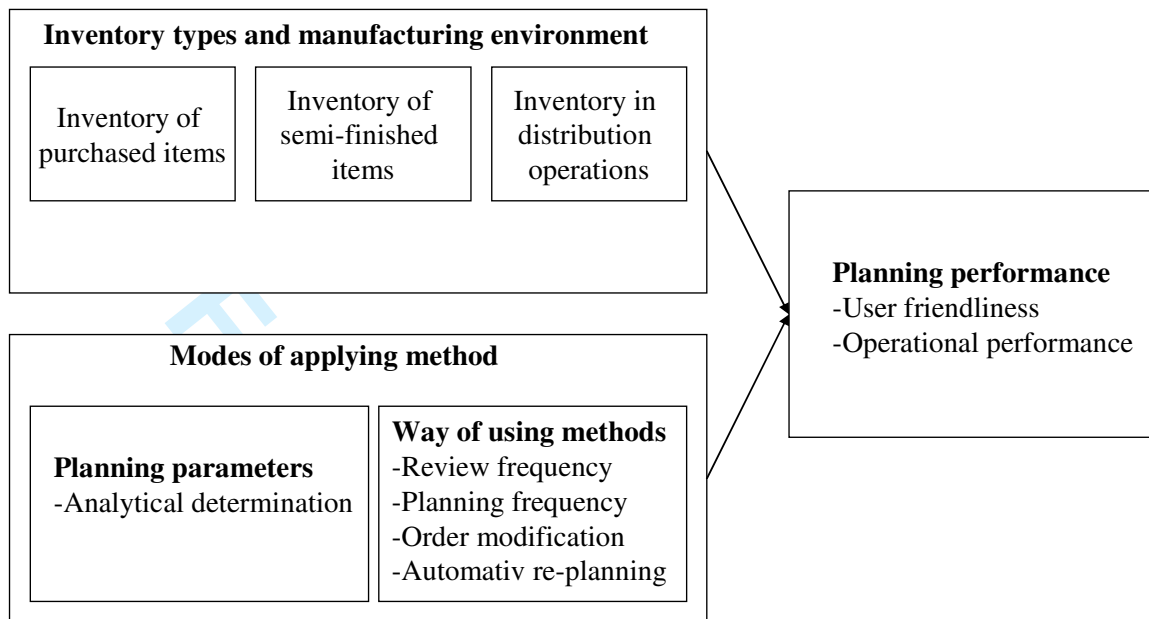 Inventory types and manufacturing environment
Inventory of
purchased items
Inventory of
semi-finished
items
Inventory in
distribution
operations
Planning performance
-User friendliness
-Operational performance
Modes of applying method
Planning parameters
-Analytical determination
Way of using methods
-Review frequency
-Planning frequency
-Order modification
-Automativ re-planning